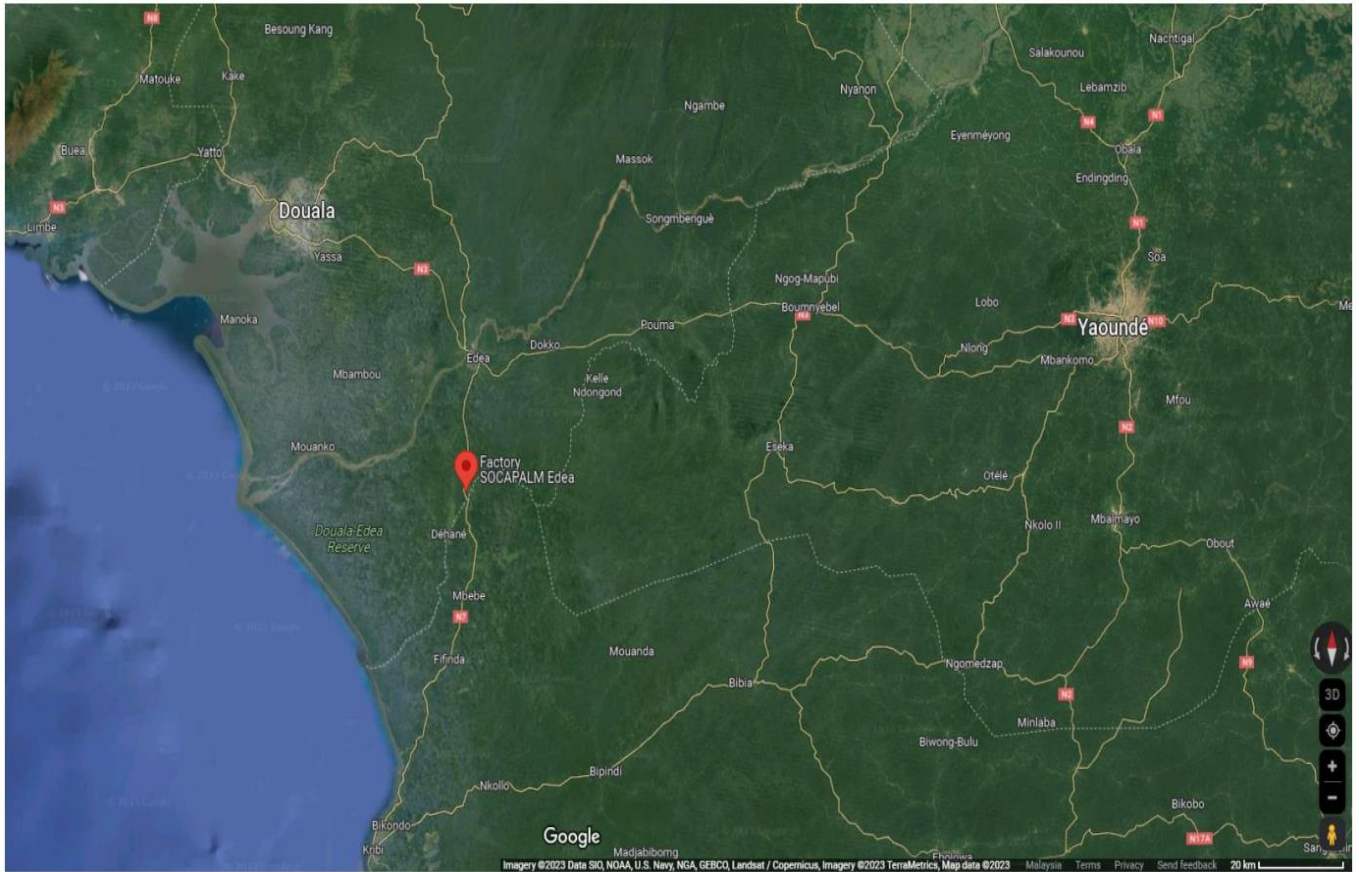 N8
Besoung Kang
Nachtigal
Salakounou
Matouke
Kake
Nyanon
Lebamzib
Ngambe
N1
N4
Eyenméyong
Buea
Yatto
Obala
Massok
Endingding
N3
Douala
Songmbenguè
N1
Limbe
Yassa
Soa
N3
Ngog-Mapubi
Lobo
Manoka
Boumnyebel
N3
Pouma
N3
Yaoundé
N10
Me
Edea
Dokko
Nlong
Mbankomo
Mbambou
Kelle
Ndongond
Mfou
N2
Mouanko
Eseka
Factory
SOCAPALM Edea
Otélé
Douala-Edea
Reserve
Déhané
Nkolo II
Mbalmayo
Obout
Mbebe
Awaé
N7
Mouanda
Fifinda
Ngomedzap
N9
Bibia
N2
3D
Minlaba
Biwong-Bulu
Bipindi
Nkollo
Bikobo
Bikondo
Google
N17A
Kribi
Madjabibomg
Ebolowa
Imagery ©2023 Data SIO, NOAA, U.S. Navy, NGA, GEBCO, Landsat / Copernicus, Imagery ©2023 TerraMetrics, Map data ©2023 Malaysia Terms Privacy Send feedback 20 km